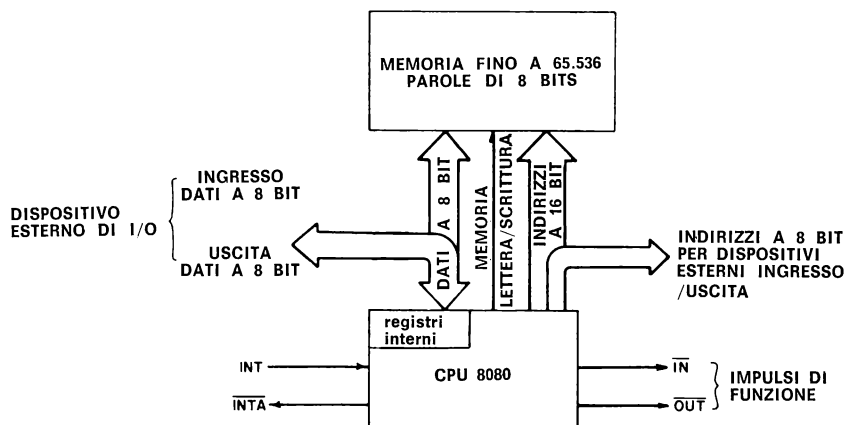 MEMORIA FINO A 65.536
PAROLE DI 8 BITS
INGRESSO
DATI A 8 BIT
DISPOSITIVO
ESTERNO DI I/O
USCITA
DATI A 8 BIT
DATI A 8 BIT
MEMORIA
LETTERA/SCRITTURA
INDIRIZZI
A 16 BIT
INDIRIZZI A 8 BIT
PER DISPOSITIVI
ESTERNI INGRESSO
/USCITA
registri
interni
CPU 8080
INT
INTA
IN
OUT
IMPULSI DI
FUNZIONE